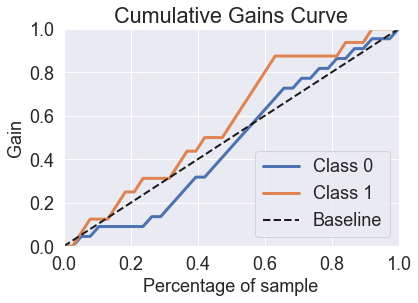 Cumulative Gains Curve
1.0
0.8
0.6
0.4
0.2
0.0
Gain
Class 0
Class 1
Baseline
0.0 0.2 0.4 0.6 0.8 1.0
Percentage of sample